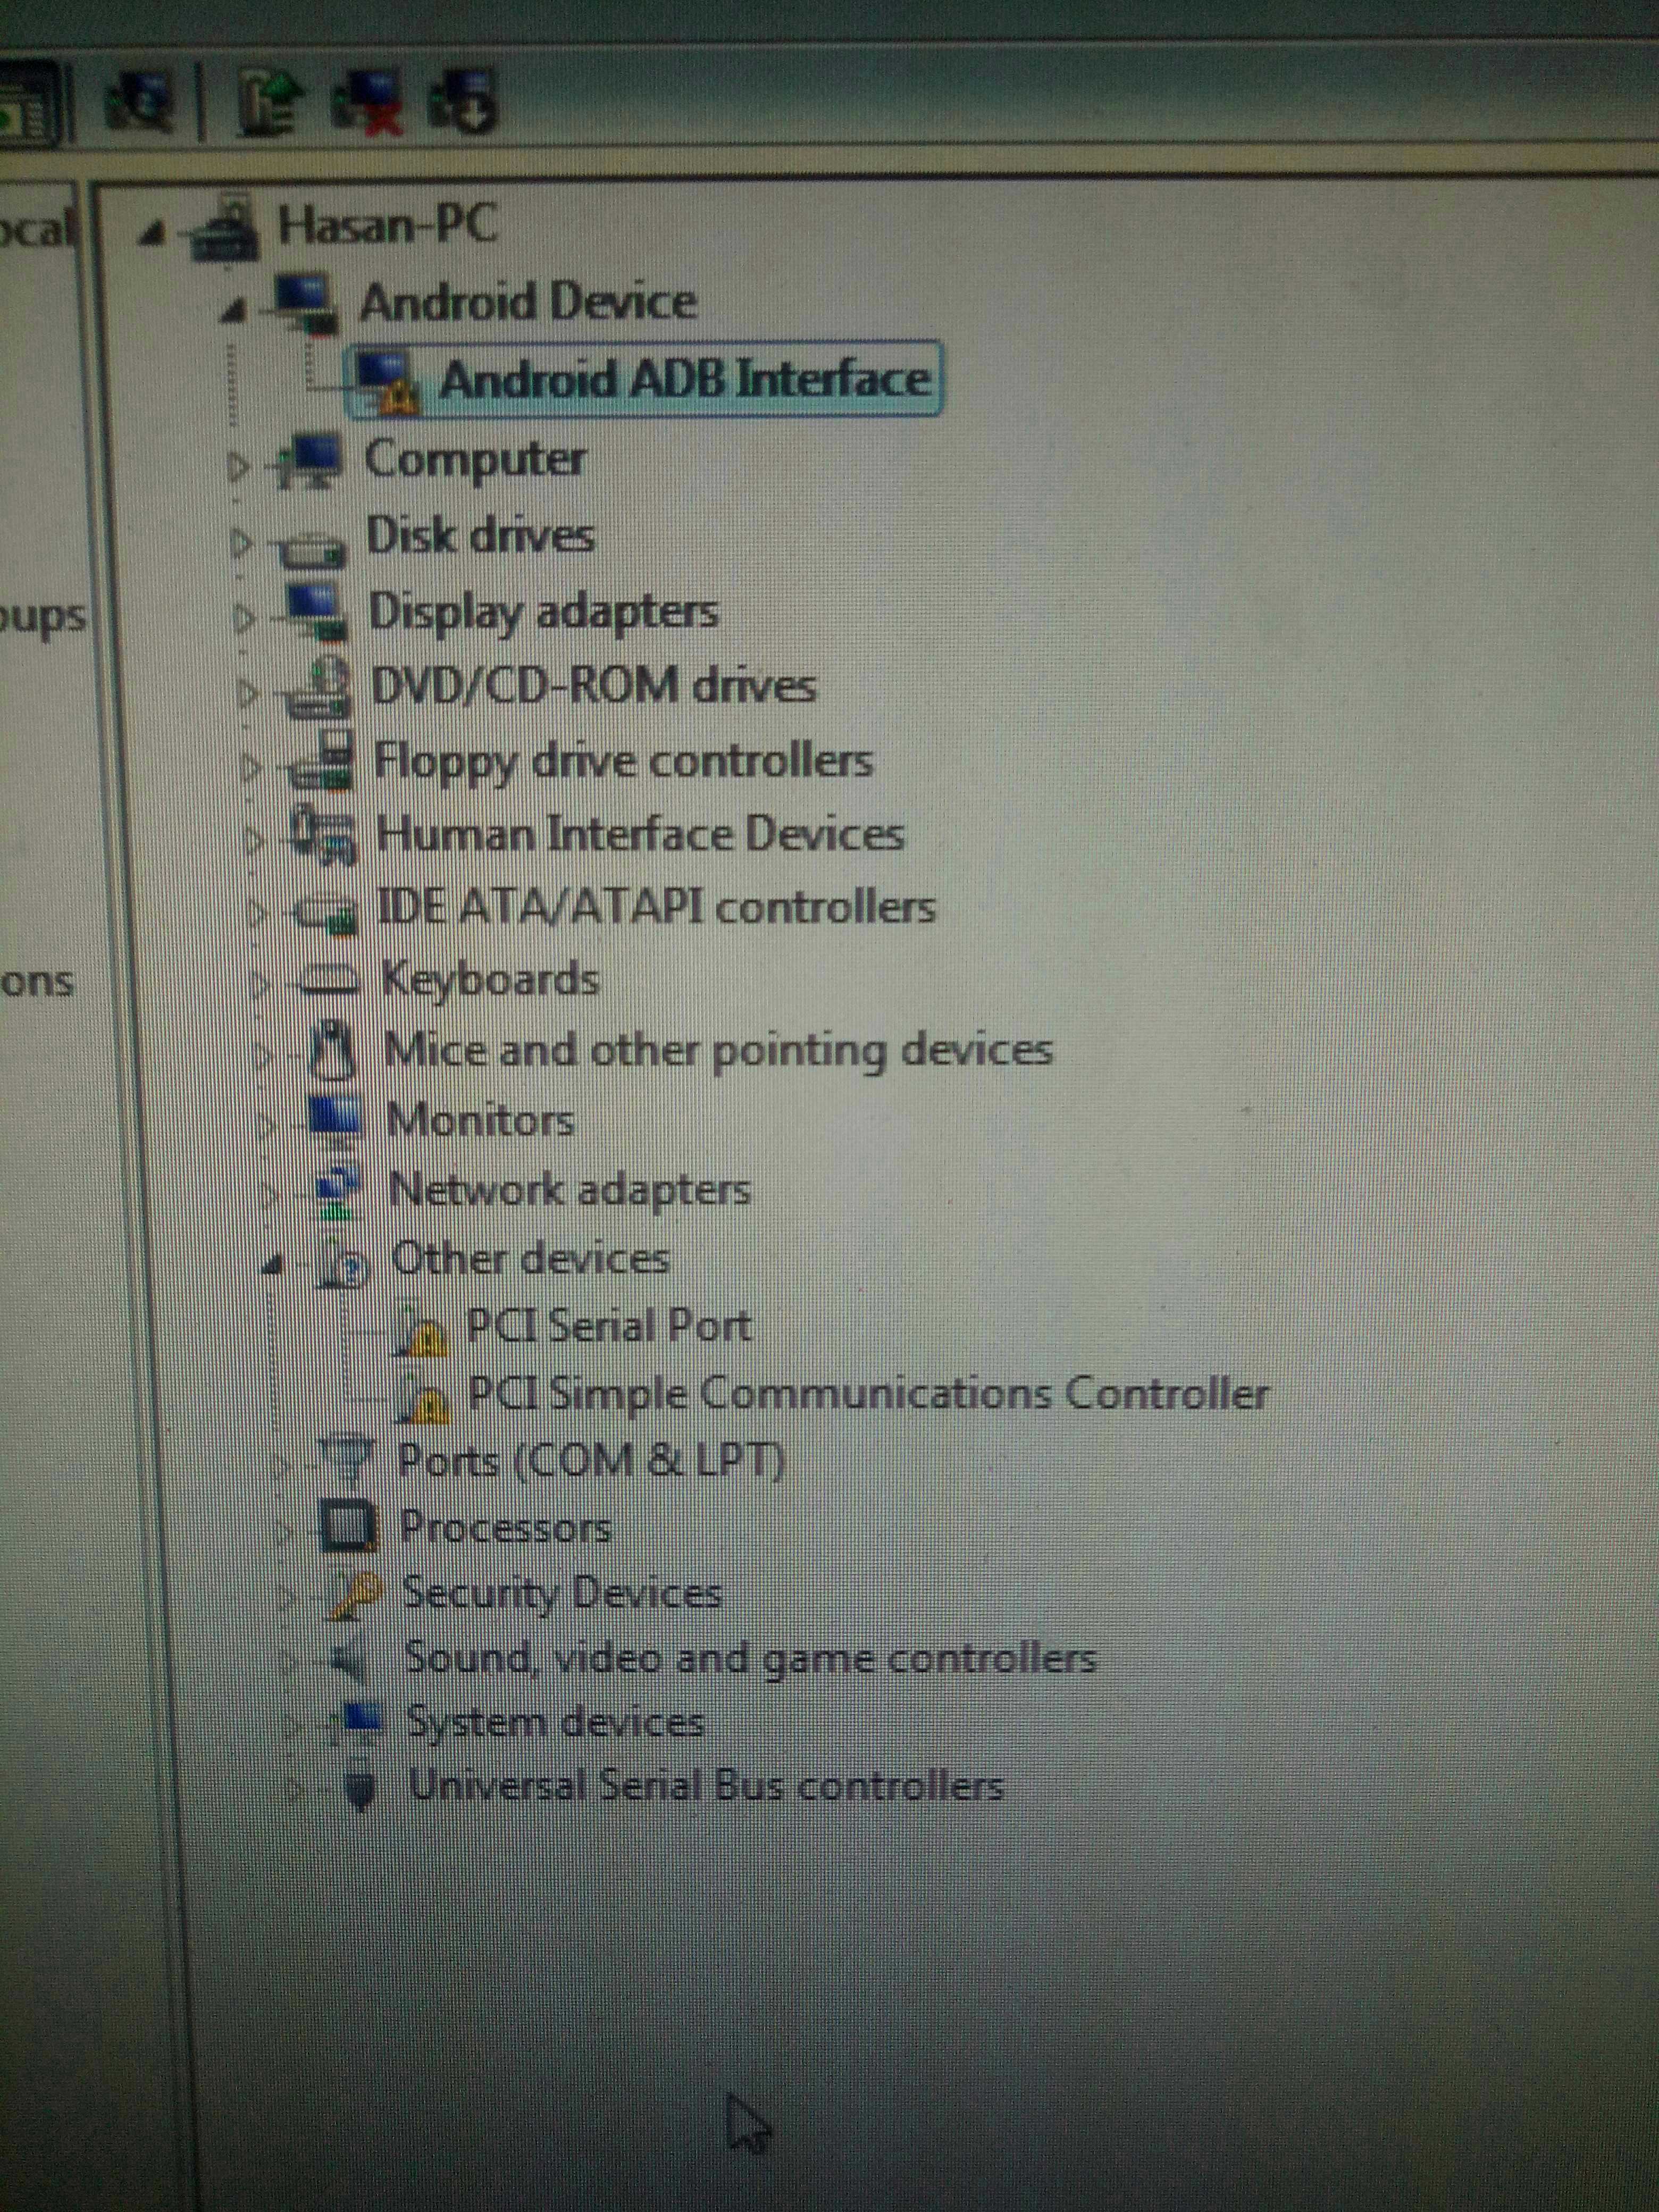 ocal
Hasan-PC
Android Device
Android ADB Interface
Computer
Disk drives
Display adapters
oups
DVD/CD-ROM drives
Floppy drive controllers
Human Interface Devices
IDE ATA/ATAPI controllers
ons
Keyboards
Mice and other pointing devices
Monitors
Network adapters
Other devices
PCI Serial Port
PCI Simple Communications Controller
Ports (COM & LPT)
Processors
Security Devices
Sound, video and game controllers
System devices
Universal Serial Bus controllers